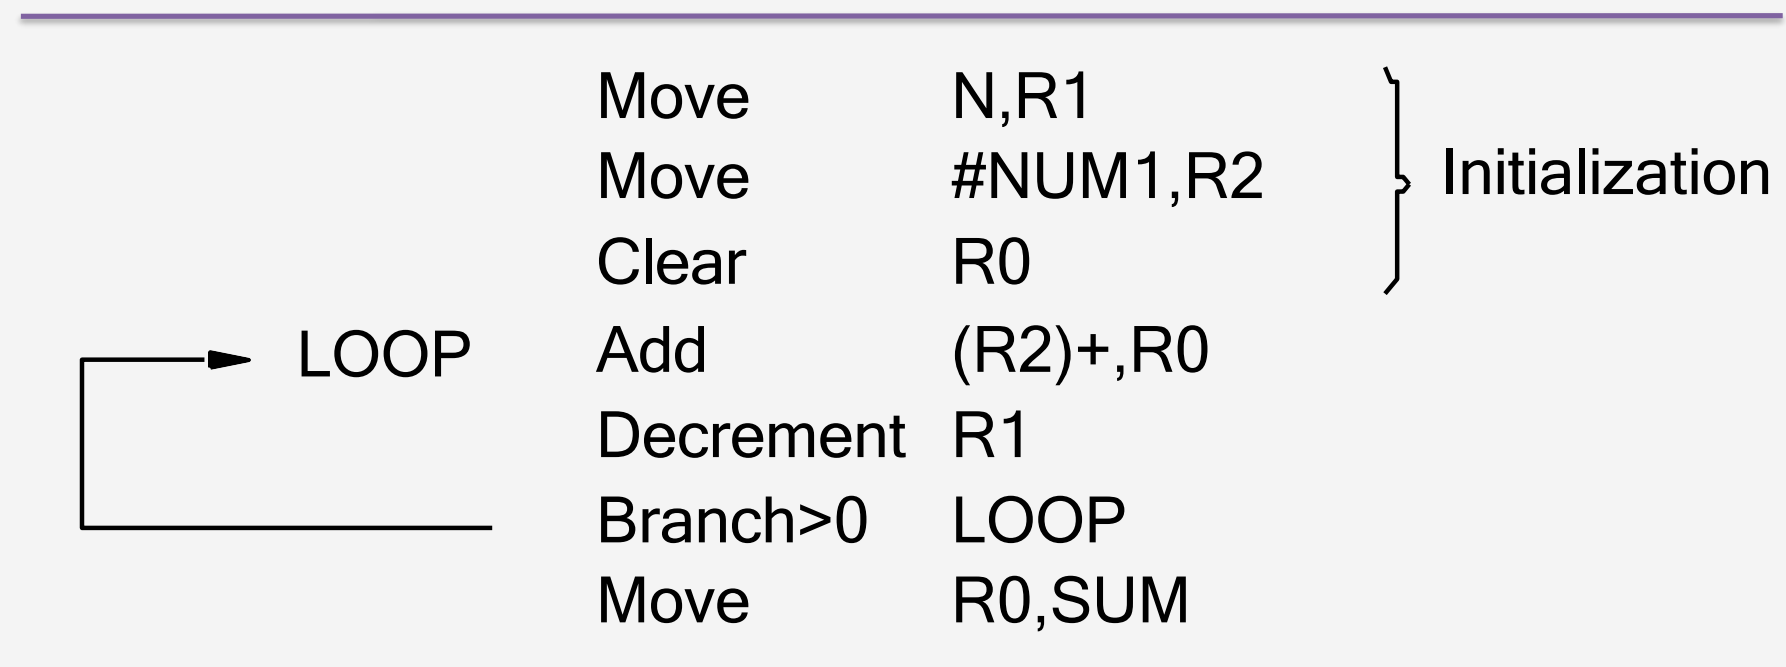 Move N,R1
Move #NUM1,R2
Initialization
Clear R0
LOOP Add (R2)+,R0
Decrement R1
Branch>0 LOOP
Move R0,SUM